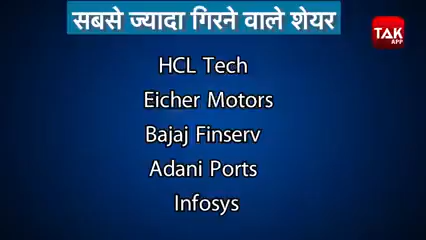 सबसे ज्यादा गिरने वाले शेयर
TAK
APP
HCL Tech
Eicher Motors
Bajaj Finserv
Adani Ports
Infosys